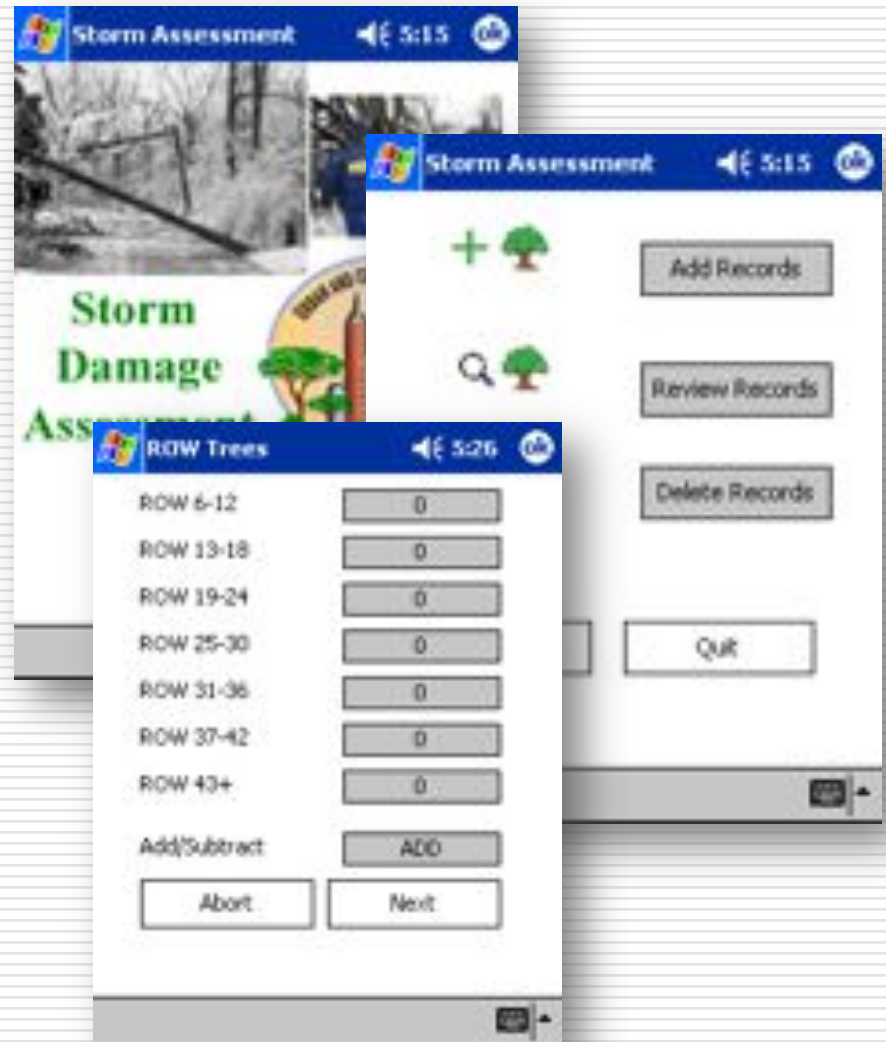 Storm Assessment 5:15 ok
Storm
Damage
Assessment
Storm Assessment 5:15 ok
Add Records
Review Records
Delete Records
Quit
ROW Trees 5:26 ok
ROW 6-12 0
ROW 13-18 0
ROW 19-24 0
ROW 25-30 0
ROW 31-36 0
ROW 37-42 0
ROW 43+ 0
Add/Subtract ADD
Abort Next